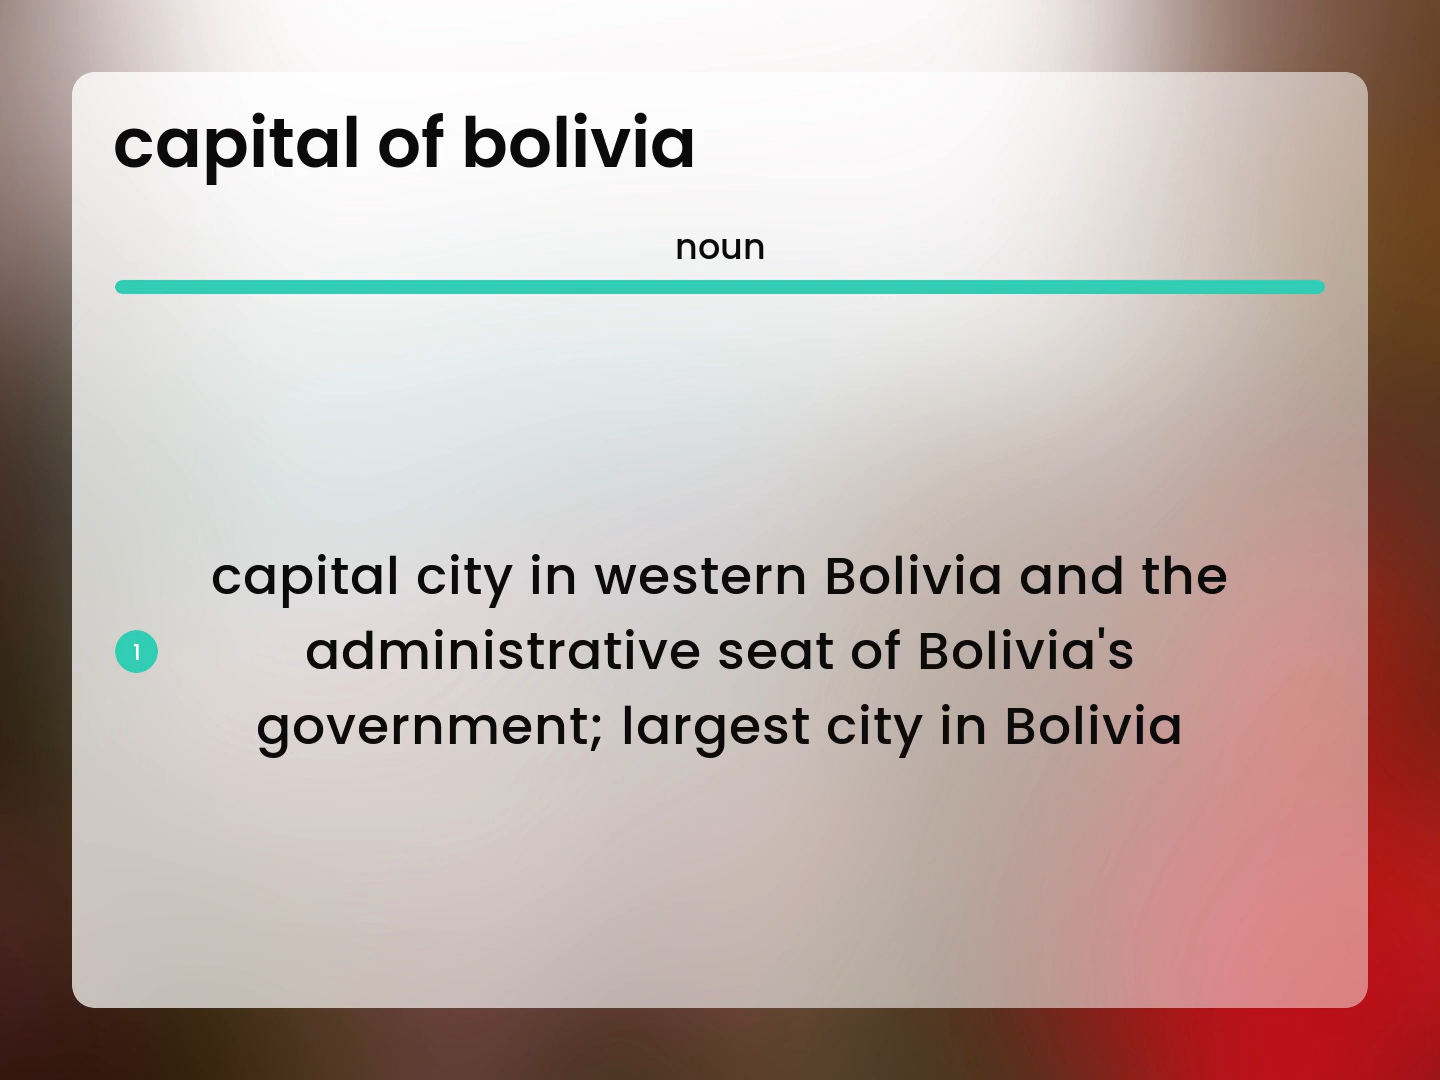 capital of bolivia
noun
1
capital city in western Bolivia and the
administrative seat of Bolivia's
government; largest city in Bolivia